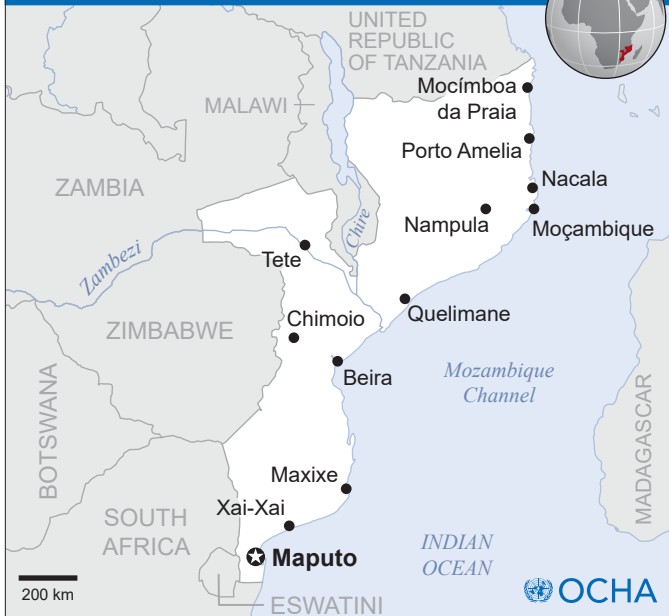 UNITED
REPUBLIC
OF TANZANIA
MALAWI
Mocímboa
da Praia
Porto Amelia
ZAMBIA
Nacala
Chire
Nampula
Moçambique
Zambezi
Tete
Quelimane
Chimoio
ZIMBABWE
Beira
Mozambique
Channel
BOTSWANA
MADAGASCAR
Maxixe
Xai-Xai
SOUTH
AFRICA
INDIAN
OCEAN
Maputo
200 km
ESWATINI
OCHA